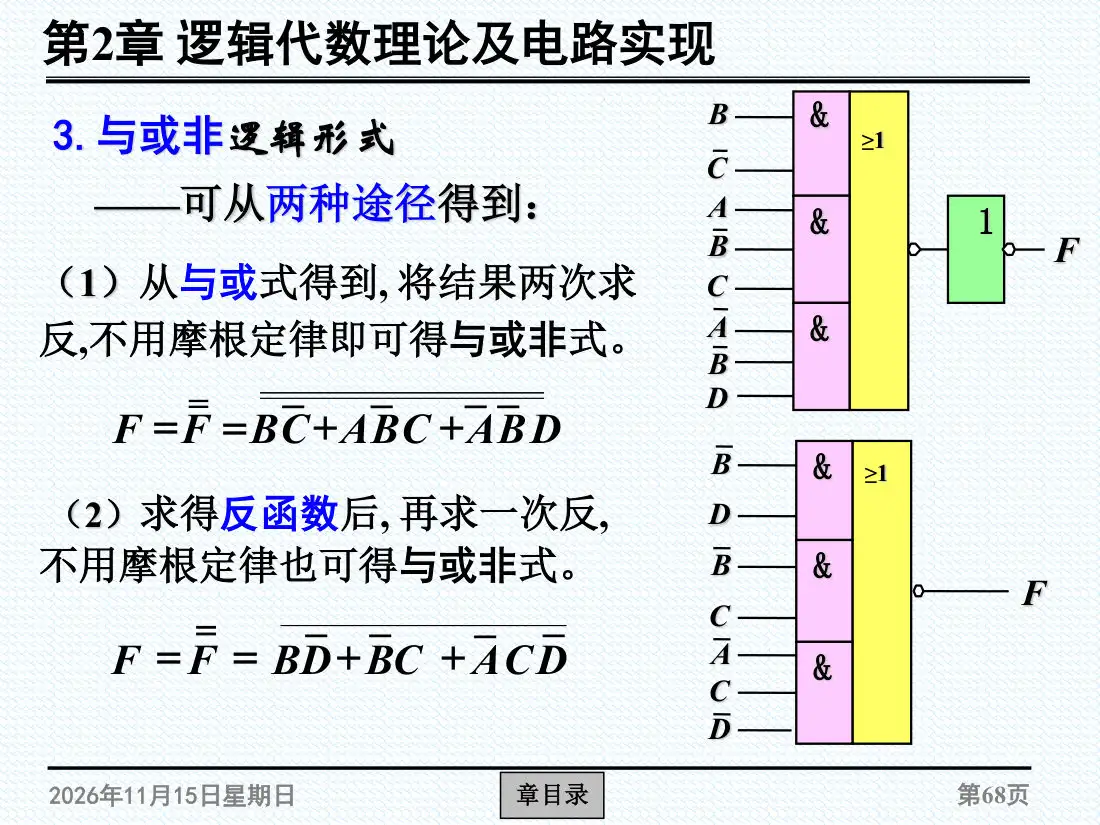 第2章 逻辑代数理论及电路实现
3.与或非逻辑形式
——可从两种途径得到：
（1）从与或式得到, 将结果两次求
反,不用摩根定律即可得与或非式。
F = F̿ = B C̅ + A B̅ C + A̅ B̅ D
（2）求得反函数后, 再求一次反,
不用摩根定律也可得与或非式。
F = F̿ = B D̅ + B̅ C + A̅ C D̅
B
C̅
A
B̅
C
A̅
B̅
D
&
&
&
≥1
1
F
B̅
D
B̅
C
A̅
C
D̅
&
&
&
≥1
F
2026年11月15日星期日
章目录
第68页